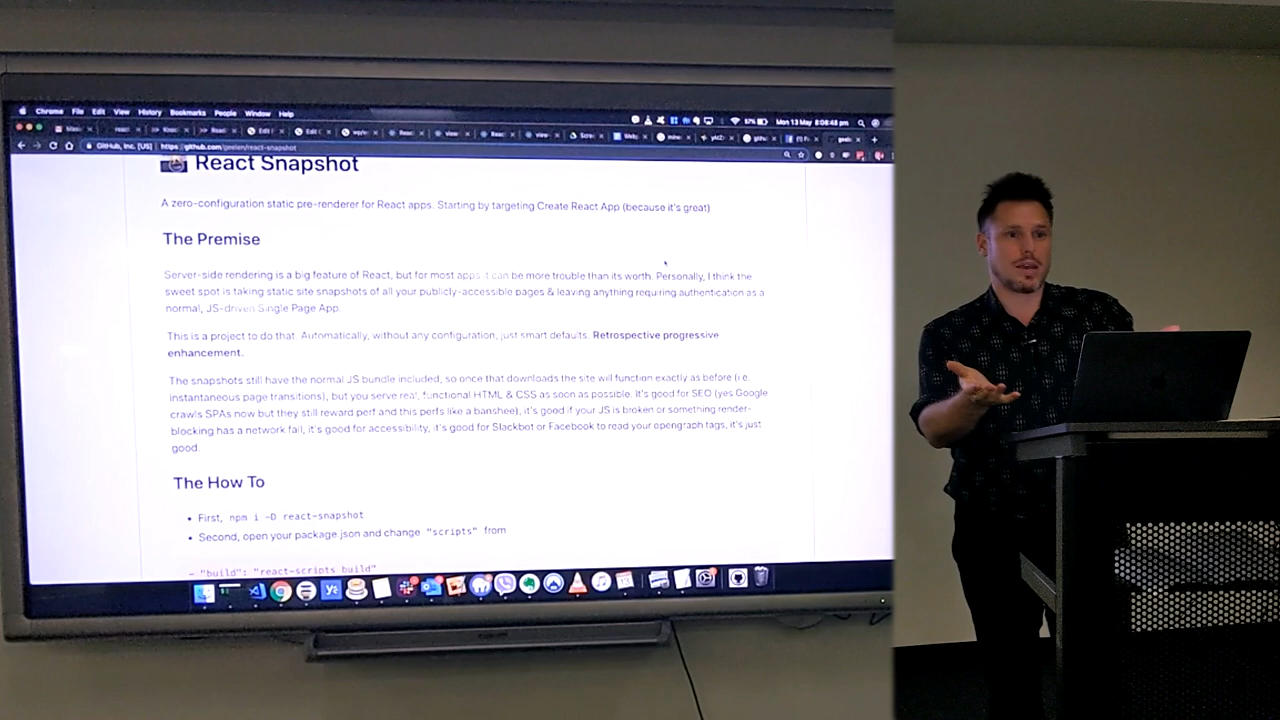 Chrome File Edit View History Bookmarks People Window Help
57% Mon 13 May 8:08:48 pm
GitHub, Inc. [US] https://github.com/geelen/react-snapshot
React Snapshot
A zero-configuration static pre-renderer for React apps. Starting by targeting Create React App (because it's great)
The Premise
Server-side rendering is a big feature of React, but for most apps it can be more trouble than its worth. Personally, I think the
sweet spot is taking static site snapshots of all your publicly-accessible pages & leaving anything requiring authentication as a
normal, JS-driven Single Page App.
This is a project to do that. Automatically, without any configuration, just smart defaults. Retrospective progressive
enhancement.
The snapshots still have the normal JS bundle included, so once that downloads the site will function exactly as before (i.e.
instantaneous page transitions), but you serve real, functional HTML & CSS as soon as possible. It's good for SEO (yes Google
crawls SPAs now but they still reward perf and this perfs like a banshee), it's good if your JS is broken or something render-
blocking has a network fail, it's good for accessibility, it's good for Slackbot or Facebook to read your opengraph tags, it's just
good.
The How To
• First, npm i -D react-snapshot
• Second, open your package.json and change "scripts" from
- "build": "react-scripts build"